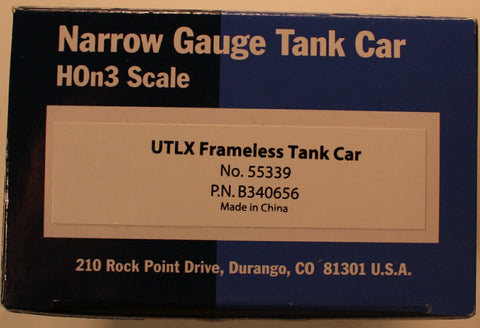 Narrow Gauge Tank Car
HOn3 Scale
UTLX Frameless Tank Car
No. 55339
P.N. B340656
Made in China
210 Rock Point Drive, Durango, CO 81301 U.S.A.